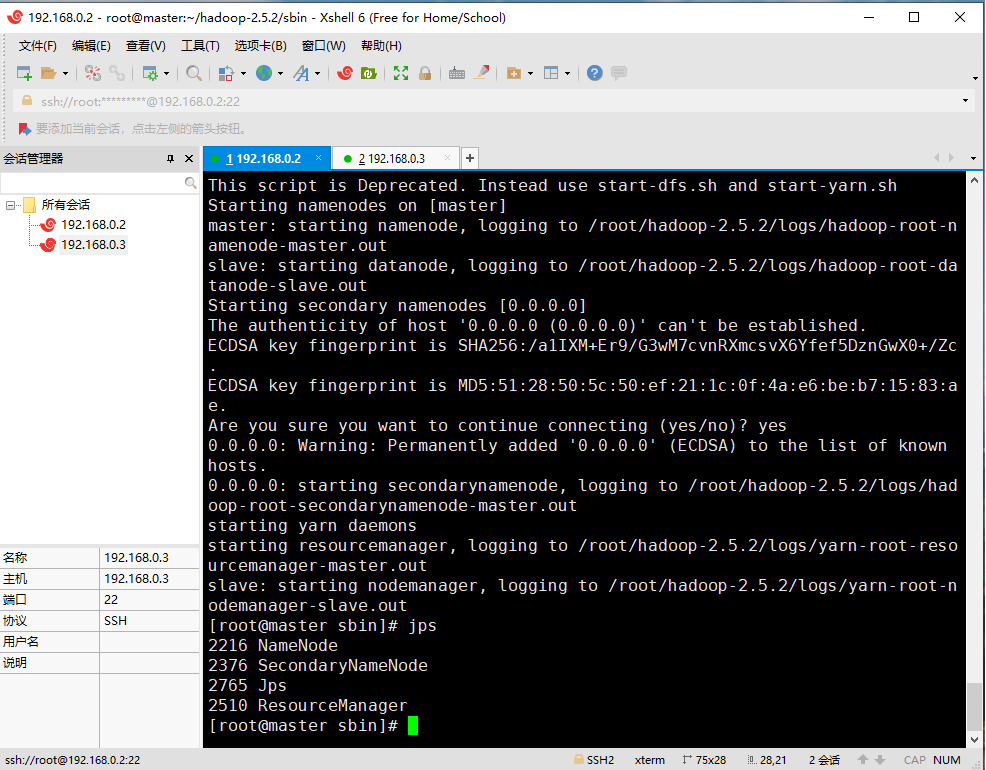 192.168.0.2 - root@master:~/hadoop-2.5.2/sbin - Xshell 6 (Free for Home/School)
文件(F) 编辑(E) 查看(V) 工具(T) 选项卡(B) 窗口(W) 帮助(H)
ssh://root:*********@192.168.0.2:22
要添加当前会话，点击左侧的箭头按钮。
会话管理器
所有会话
192.168.0.2
192.168.0.3
名称 192.168.0.3
主机 192.168.0.3
端口 22
协议 SSH
用户名
说明
1 192.168.0.2 × 2 192.168.0.3 × +
This script is Deprecated. Instead use start-dfs.sh and start-yarn.sh
Starting namenodes on [master]
master: starting namenode, logging to /root/hadoop-2.5.2/logs/hadoop-root-n
amenode-master.out
slave: starting datanode, logging to /root/hadoop-2.5.2/logs/hadoop-root-da
tanode-slave.out
Starting secondary namenodes [0.0.0.0]
The authenticity of host '0.0.0.0 (0.0.0.0)' can't be established.
ECDSA key fingerprint is SHA256:/a1IXM+Er9/G3wM7cvnRXmcsvX6Yfef5DznGwX0+/Zc
.
ECDSA key fingerprint is MD5:51:28:50:5c:50:ef:21:1c:0f:4a:e6:be:b7:15:83:a
e.
Are you sure you want to continue connecting (yes/no)? yes
0.0.0.0: Warning: Permanently added '0.0.0.0' (ECDSA) to the list of known
hosts.
0.0.0.0: starting secondarynamenode, logging to /root/hadoop-2.5.2/logs/had
oop-root-secondarynamenode-master.out
starting yarn daemons
starting resourcemanager, logging to /root/hadoop-2.5.2/logs/yarn-root-reso
urcemanager-master.out
slave: starting nodemanager, logging to /root/hadoop-2.5.2/logs/yarn-root-n
odemanager-slave.out
[root@master sbin]# jps
2216 NameNode
2376 SecondaryNameNode
2765 Jps
2510 ResourceManager
[root@master sbin]#
ssh://root@192.168.0.2:22 SSH2 xterm 75x28 28,21 2 会话 CAP NUM